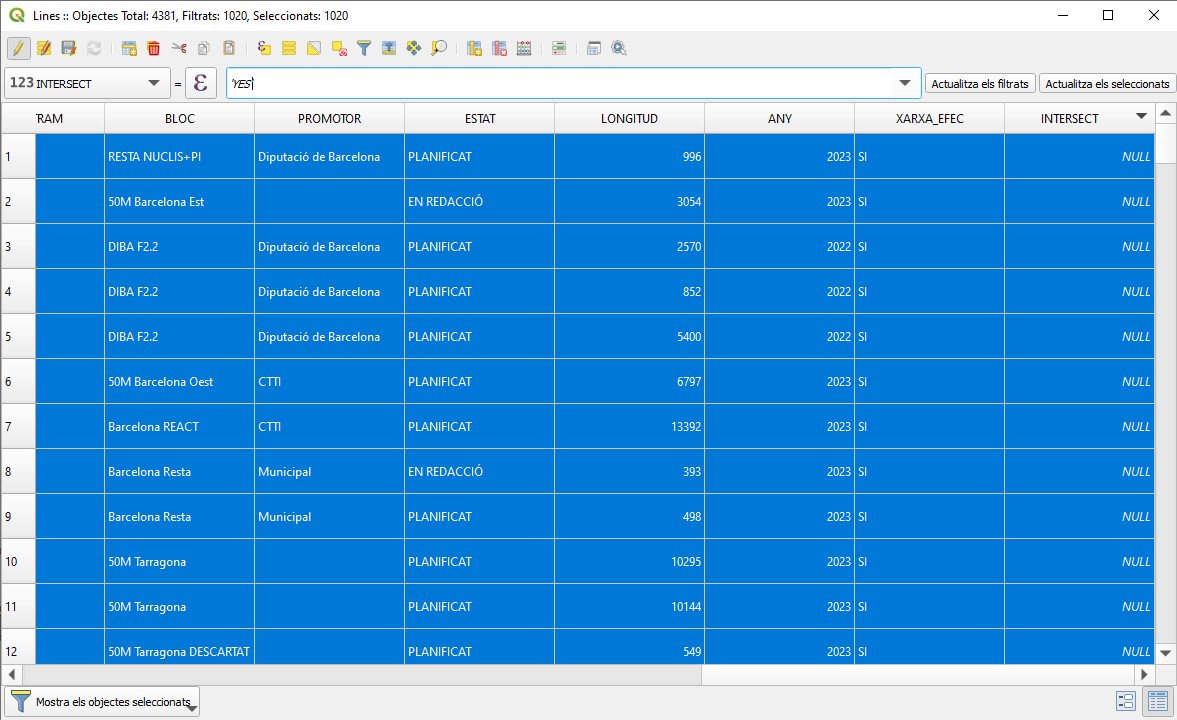 Lines :: Objectes Total: 4381, Filtrats: 1020, Seleccionats: 1020
123 INTERSECT = ε 'YES' Actualitza els filtrats Actualitza els seleccionats
TRAM BLOC PROMOTOR ESTAT LONGITUD ANY XARXA_EFEC INTERSECT
1 RESTA NUCLIS+PI Diputació de Barcelona PLANIFICAT 996 2023 SI NULL
2 50M Barcelona Est EN REDACCIÓ 3054 2023 SI NULL
3 DIBA F2.2 Diputació de Barcelona PLANIFICAT 2570 2022 SI NULL
4 DIBA F2.2 Diputació de Barcelona PLANIFICAT 852 2022 SI NULL
5 DIBA F2.2 Diputació de Barcelona PLANIFICAT 5400 2022 SI NULL
6 50M Barcelona Oest CTTI PLANIFICAT 6797 2023 SI NULL
7 Barcelona REACT CTTI PLANIFICAT 13392 2023 SI NULL
8 Barcelona Resta Municipal EN REDACCIÓ 393 2023 SI NULL
9 Barcelona Resta Municipal PLANIFICAT 498 2023 SI NULL
10 50M Tarragona PLANIFICAT 10295 2023 SI NULL
11 50M Tarragona PLANIFICAT 10144 2023 SI NULL
12 50M Tarragona DESCARTAT PLANIFICAT 549 2023 SI NULL
Mostra els objectes seleccionats